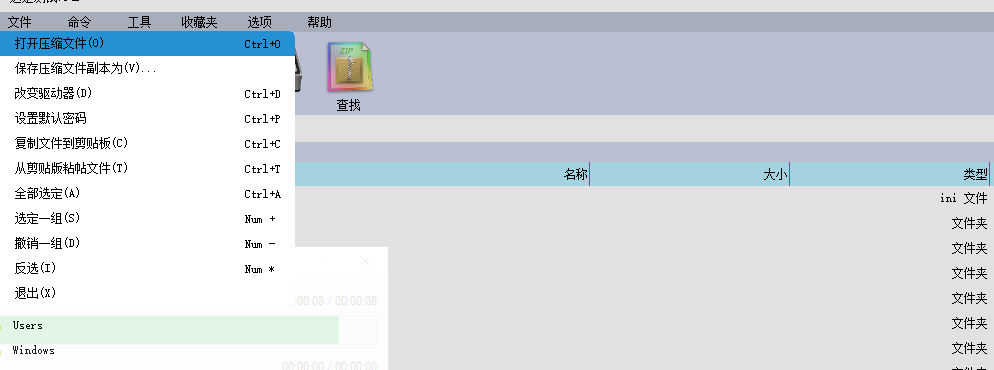 文件 命令 工具 收藏夹 选项 帮助
打开压缩文件(O) Ctrl+O
保存压缩文件副本为(V)...
改变驱动器(D) Ctrl+D
设置默认密码 Ctrl+P
复制文件到剪贴板(C) Ctrl+C
从剪贴版粘帖文件(T) Ctrl+T
全部选定(A) Ctrl+A
选定一组(S) Num +
撤销一组(D) Num -
反选(I) Num *
退出(X)
Users
Windows
ZIP
查找
名称 大小 类型
ini 文件
文件夹
文件夹
文件夹
文件夹
文件夹
文件夹
:00:08 / 00:00:08
00:00:00 / 00:00:00